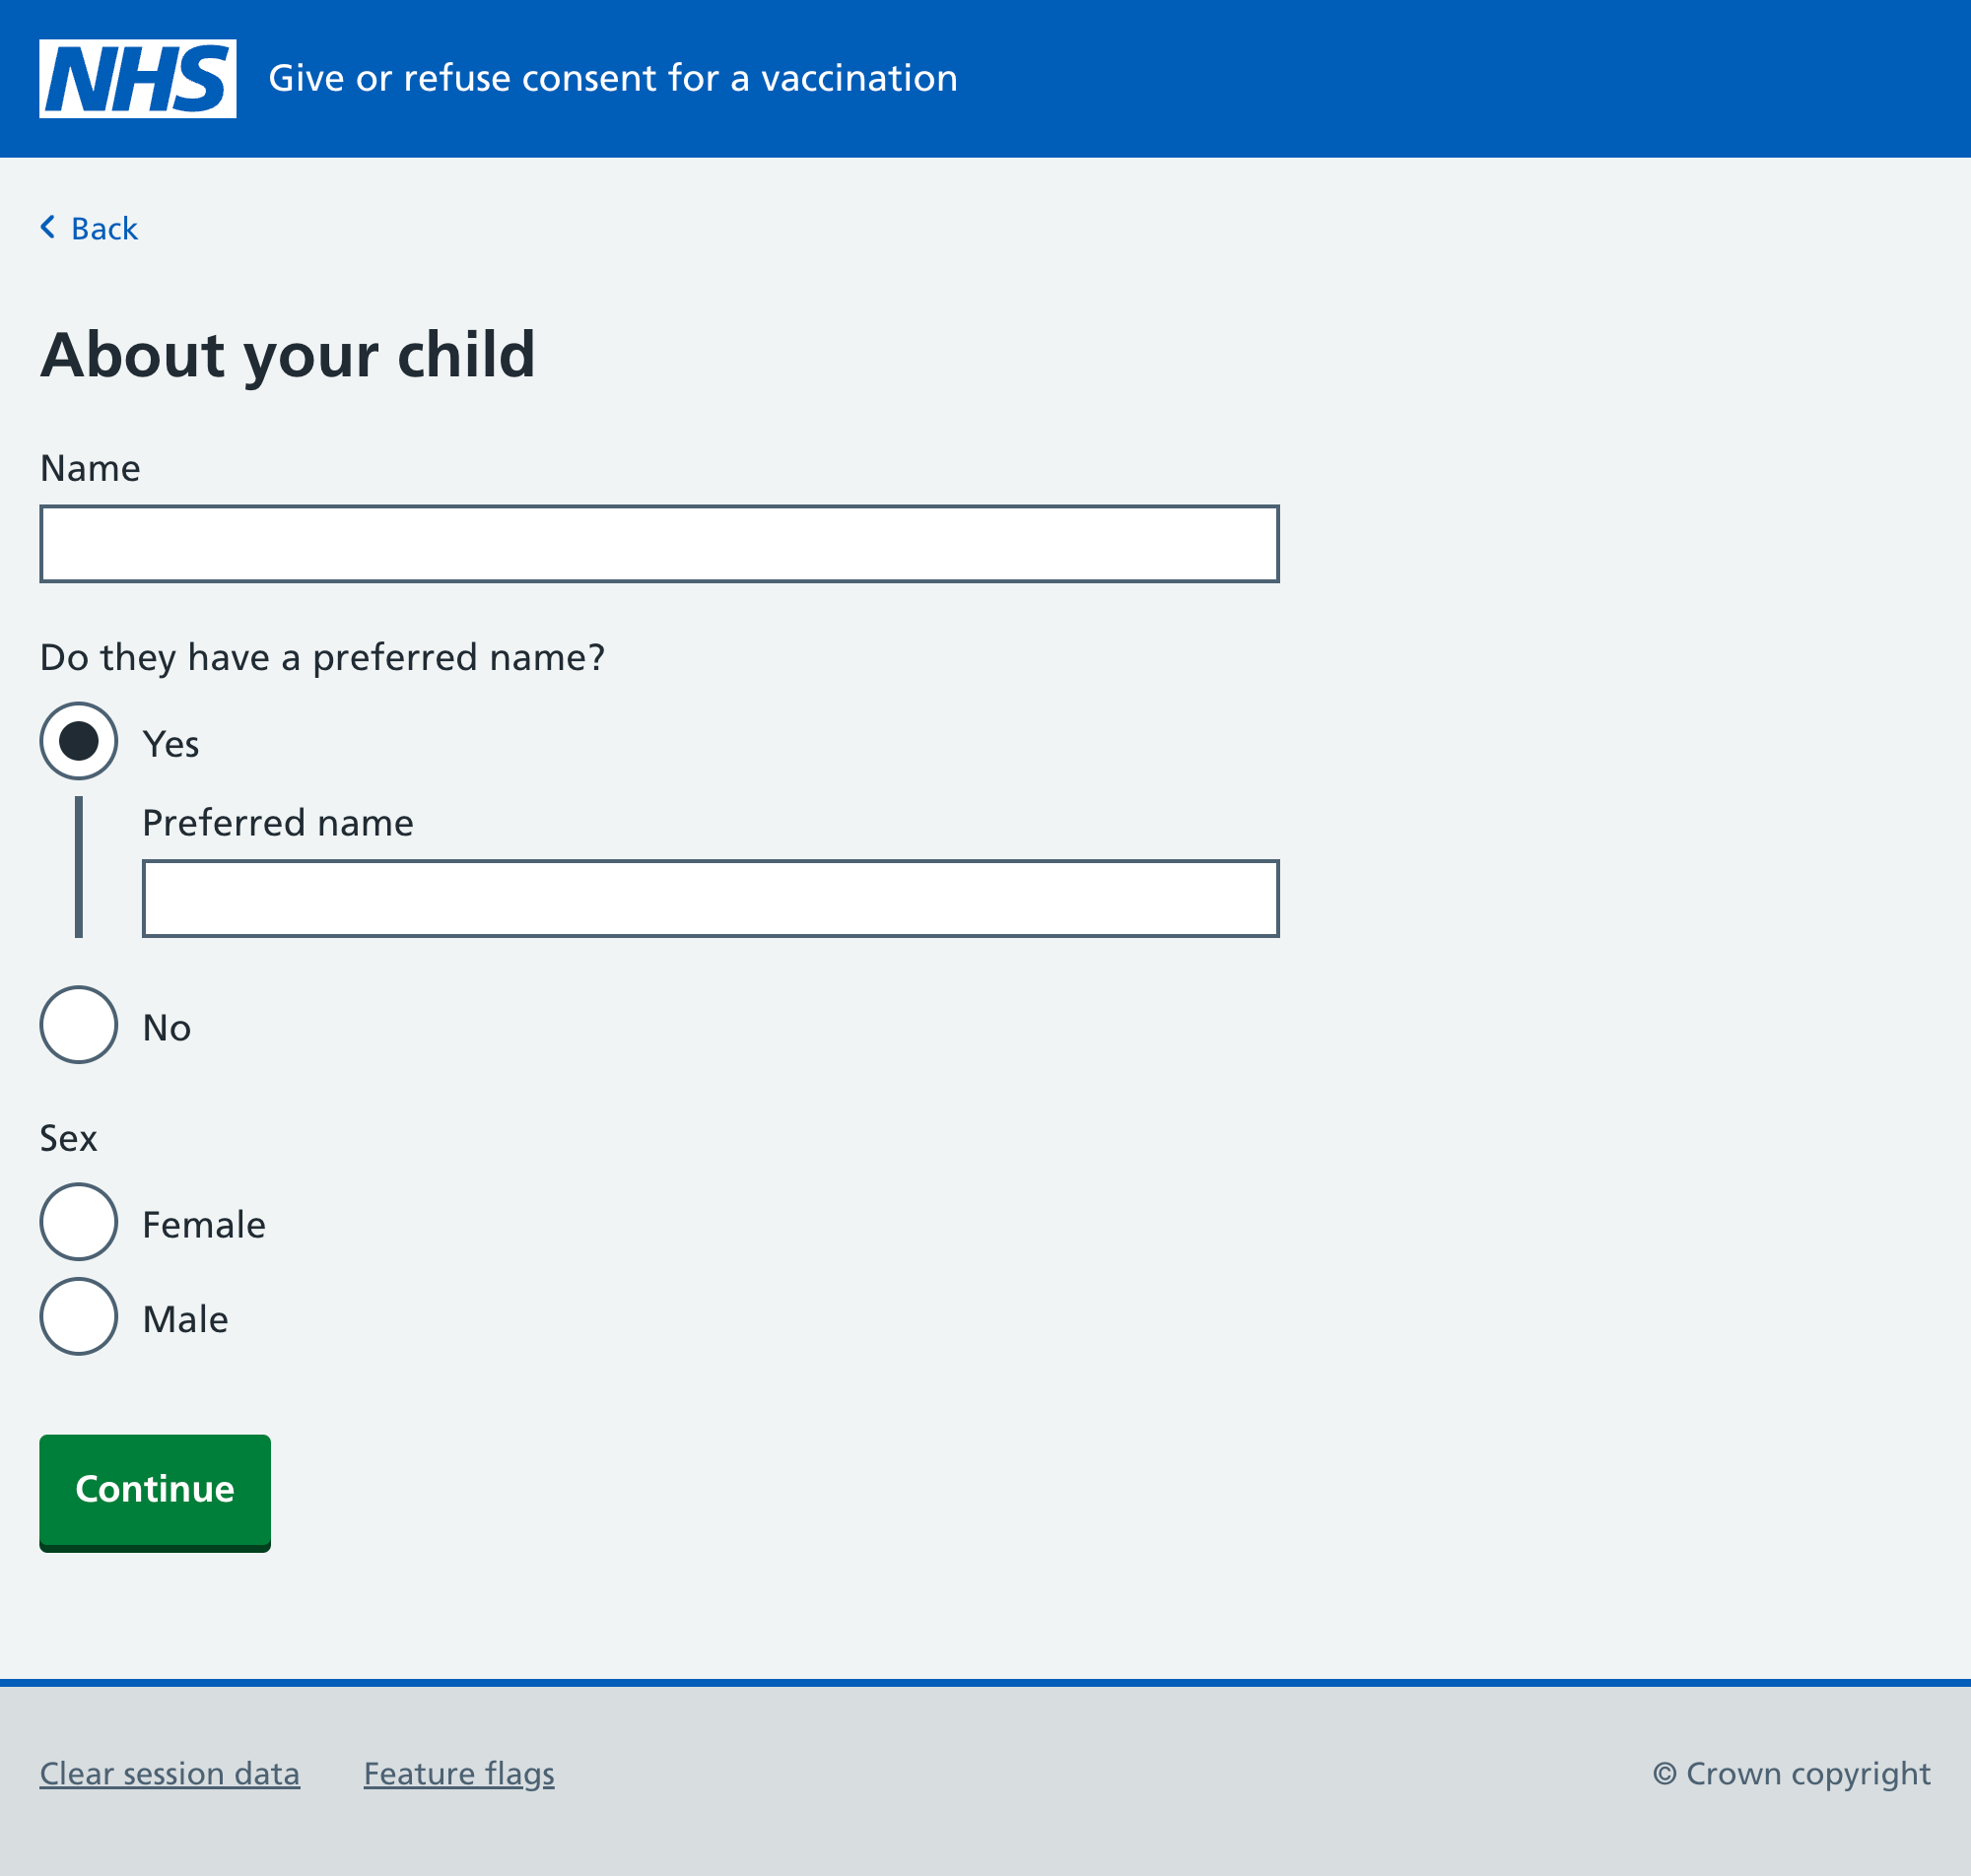 NHS Give or refuse consent for a vaccination
Back
About your child
Name
Do they have a preferred name?
Yes
Preferred name
No
Sex
Female
Male
Continue
Clear session data Feature flags © Crown copyright